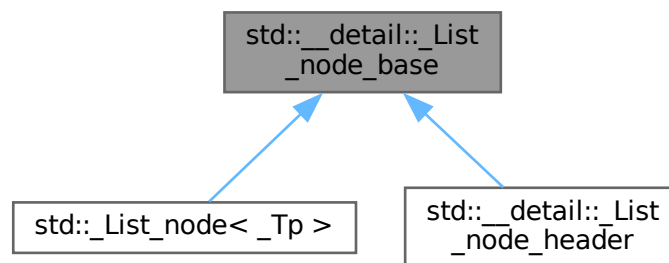 std::__detail::_List
_node_base
std::_List_node< _Tp >
std::__detail::_List
_node_header